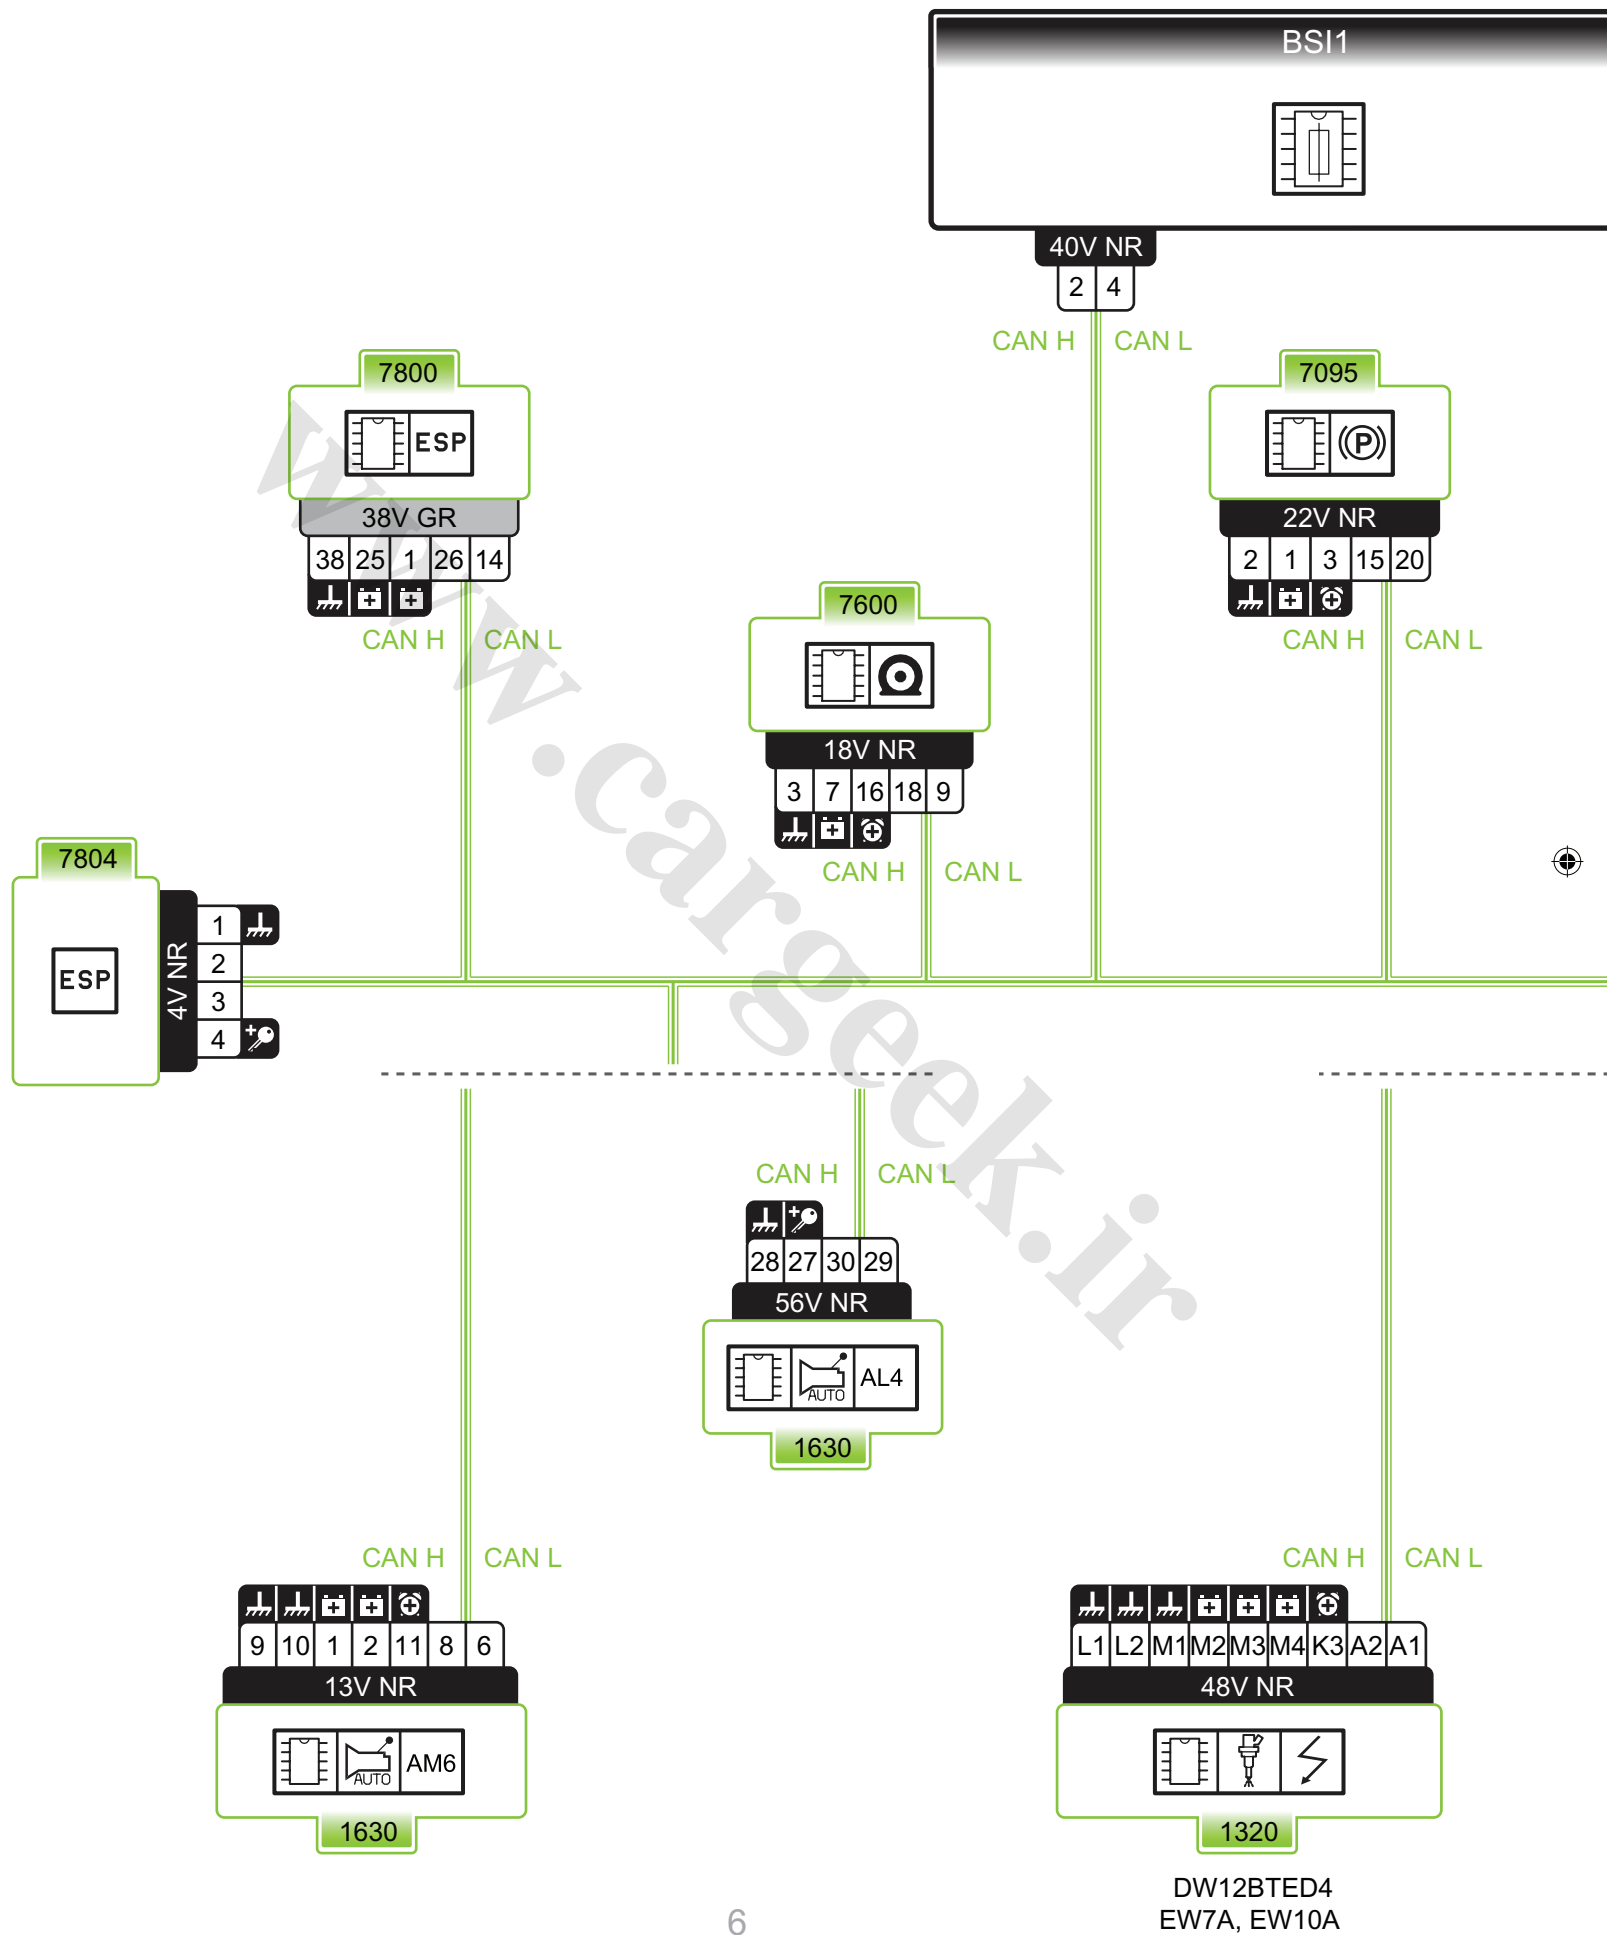 BSI1
40V NR
2 4
CAN H CAN L
7800
ESP
38V GR
38 25 1 26 14
CAN H CAN L
7095
P
22V NR
2 1 3 15 20
CAN H CAN L
7600
18V NR
3 7 16 18 9
CAN H CAN L
7804
ESP
4V NR
1
2
3
4
CAN H CAN L
28 27 30 29
56V NR
AUTO
AL4
1630
CAN H CAN L
9 10 1 2 11 8 6
13V NR
AUTO
AM6
1630
CAN H CAN L
L1 L2 M1 M2 M3 M4 K3 A2 A1
48V NR
1320
DW12BTED4
EW7A, EW10A
6
www.cargeek.ir